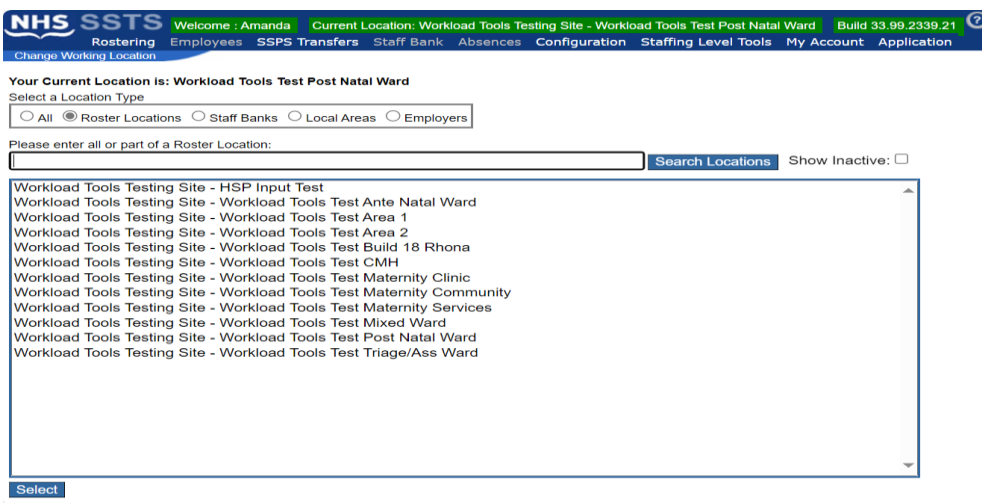 NHS SSTS Welcome : Amanda Current Location: Workload Tools Testing Site - Workload Tools Test Post Natal Ward Build 33.99.2339.21 ?
Rostering Employees SSPS Transfers Staff Bank Absences Configuration Staffing Level Tools My Account Application
Change Working Location
Your Current Location is: Workload Tools Test Post Natal Ward
Select a Location Type
All Roster Locations Staff Banks Local Areas Employers
Please enter all or part of a Roster Location:
Search Locations Show Inactive:
Workload Tools Testing Site - HSP Input Test
Workload Tools Testing Site - Workload Tools Test Ante Natal Ward
Workload Tools Testing Site - Workload Tools Test Area 1
Workload Tools Testing Site - Workload Tools Test Area 2
Workload Tools Testing Site - Workload Tools Test Build 18 Rhona
Workload Tools Testing Site - Workload Tools Test CMH
Workload Tools Testing Site - Workload Tools Test Maternity Clinic
Workload Tools Testing Site - Workload Tools Test Maternity Community
Workload Tools Testing Site - Workload Tools Test Maternity Services
Workload Tools Testing Site - Workload Tools Test Mixed Ward
Workload Tools Testing Site - Workload Tools Test Post Natal Ward
Workload Tools Testing Site - Workload Tools Test Triage/Ass Ward
Select